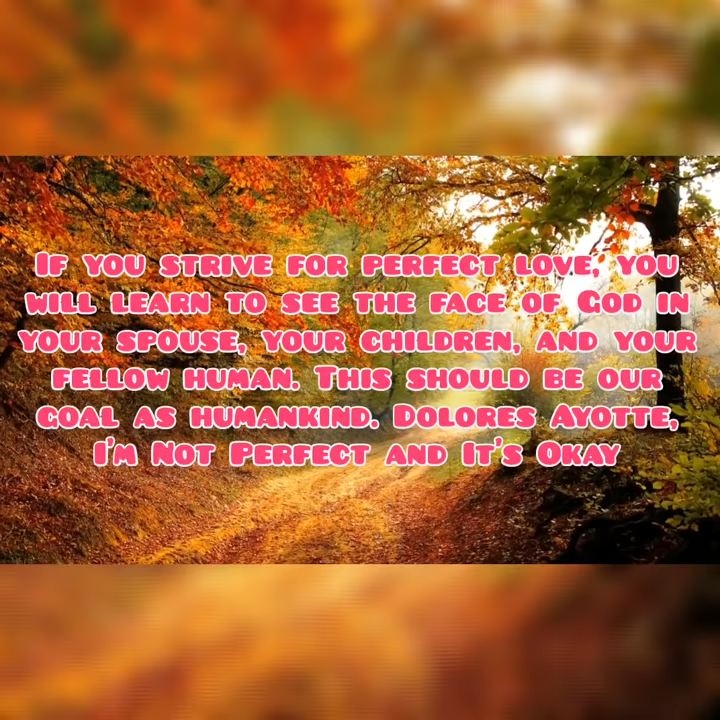 If you strive for perfect love, you
will learn to see the face of God in
your spouse, your children, and your
fellow human. This should be our
goal as humankind. Dolores Ayotte,
I'm Not Perfect and It's Okay